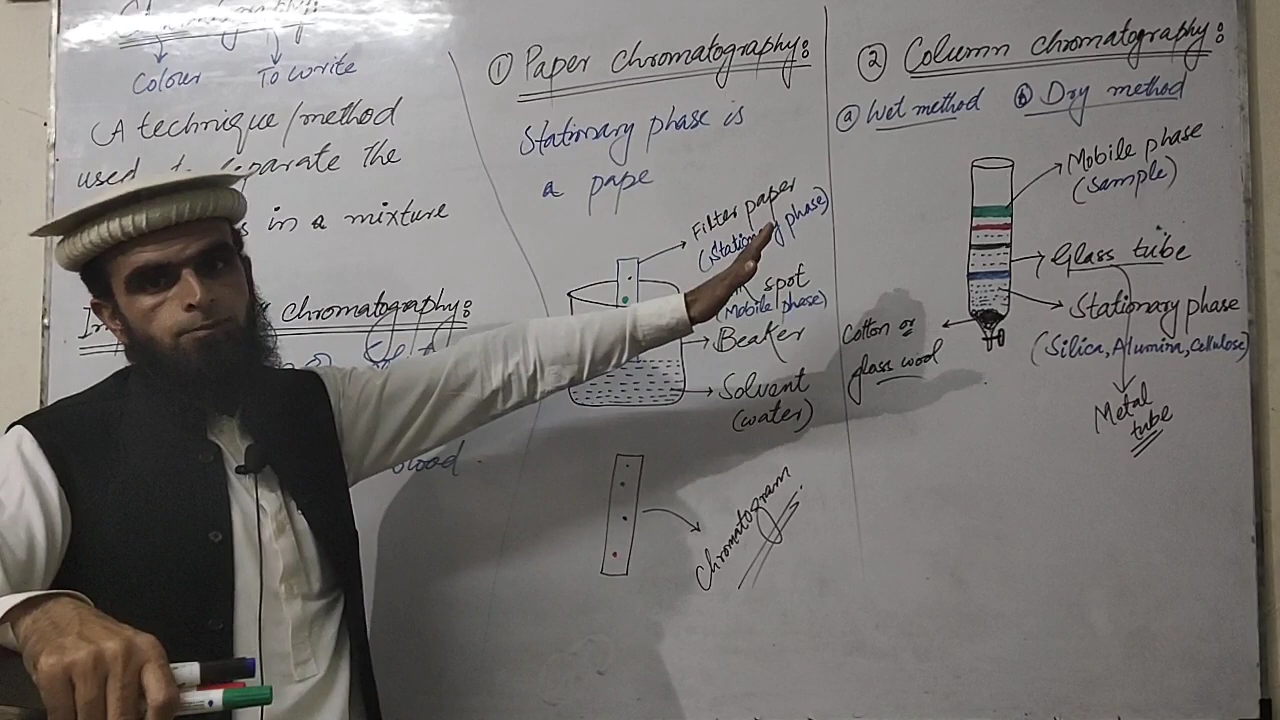 Colour
To write
A technique/method
used to separate the
in a mixture
chromatography:
blood
① Paper chromatography:
Stationary phase is
a pape
Filter paper
(Stationary phase)
spot
(Mobile phase)
Beaker
Solvent
(water)
Chromatogram
② Column chromatography:
ⓐ Wet method ⓑ Dry method
Mobile phase
(Sample)
Glass tube
Stationary phase
(Silica, Alumina, Cellulose)
Cotton or
glass wool
Metal
tube